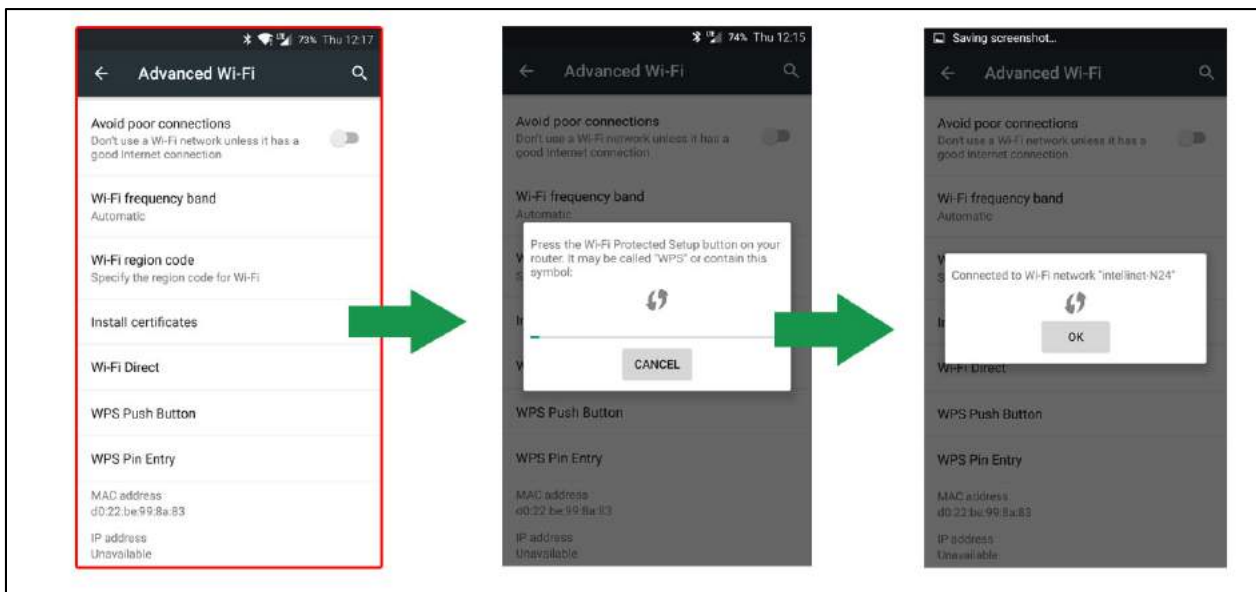 73% Thu 12:17
Advanced Wi-Fi
Avoid poor connections
Don't use a Wi-Fi network unless it has a
good Internet connection
Wi-Fi frequency band
Automatic
Wi-Fi region code
Specify the region code for Wi-Fi
Install certificates
Wi-Fi Direct
WPS Push Button
WPS Pin Entry
MAC address
d0:22:be:99:8a:83
IP address
Unavailable
74% Thu 12:15
Advanced Wi-Fi
Avoid poor connections
Don't use a Wi-Fi network unless it has a
good Internet connection
Wi-Fi frequency band
Automatic
Press the Wi-Fi Protected Setup button on your
router. It may be called "WPS" or contain this
symbol:
CANCEL
WPS Push Button
WPS Pin Entry
MAC address
d0:22:be:99:8a:83
IP address
Unavailable
Saving screenshot...
Advanced Wi-Fi
Avoid poor connections
Don't use a Wi-Fi network unless it has a
good Internet connection
Wi-Fi frequency band
Automatic
Connected to Wi-Fi network "intellinet-N24"
OK
Wi-Fi Direct
WPS Push Button
WPS Pin Entry
MAC address
d0:22:be:99:8a:83
IP address
Unavailable